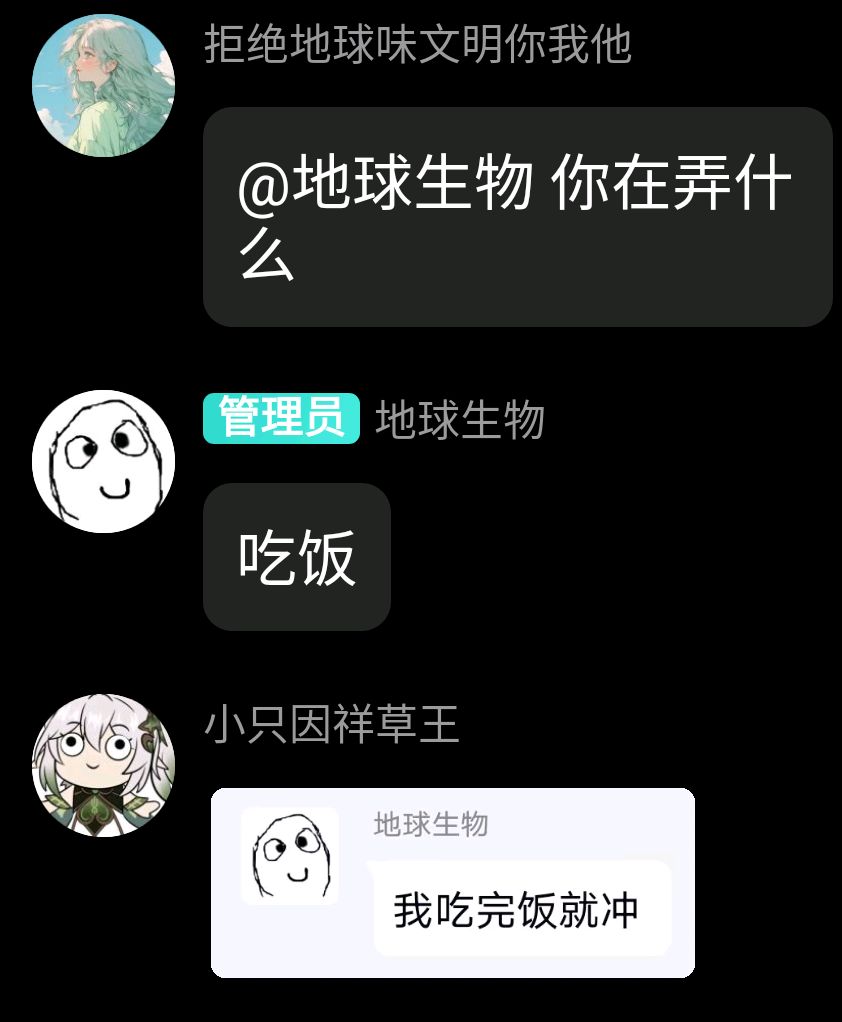 拒绝地球味文明你我他
@地球生物 你在弄什
么
管理员 地球生物
吃饭
小只因祥草王
地球生物
我吃完饭就冲